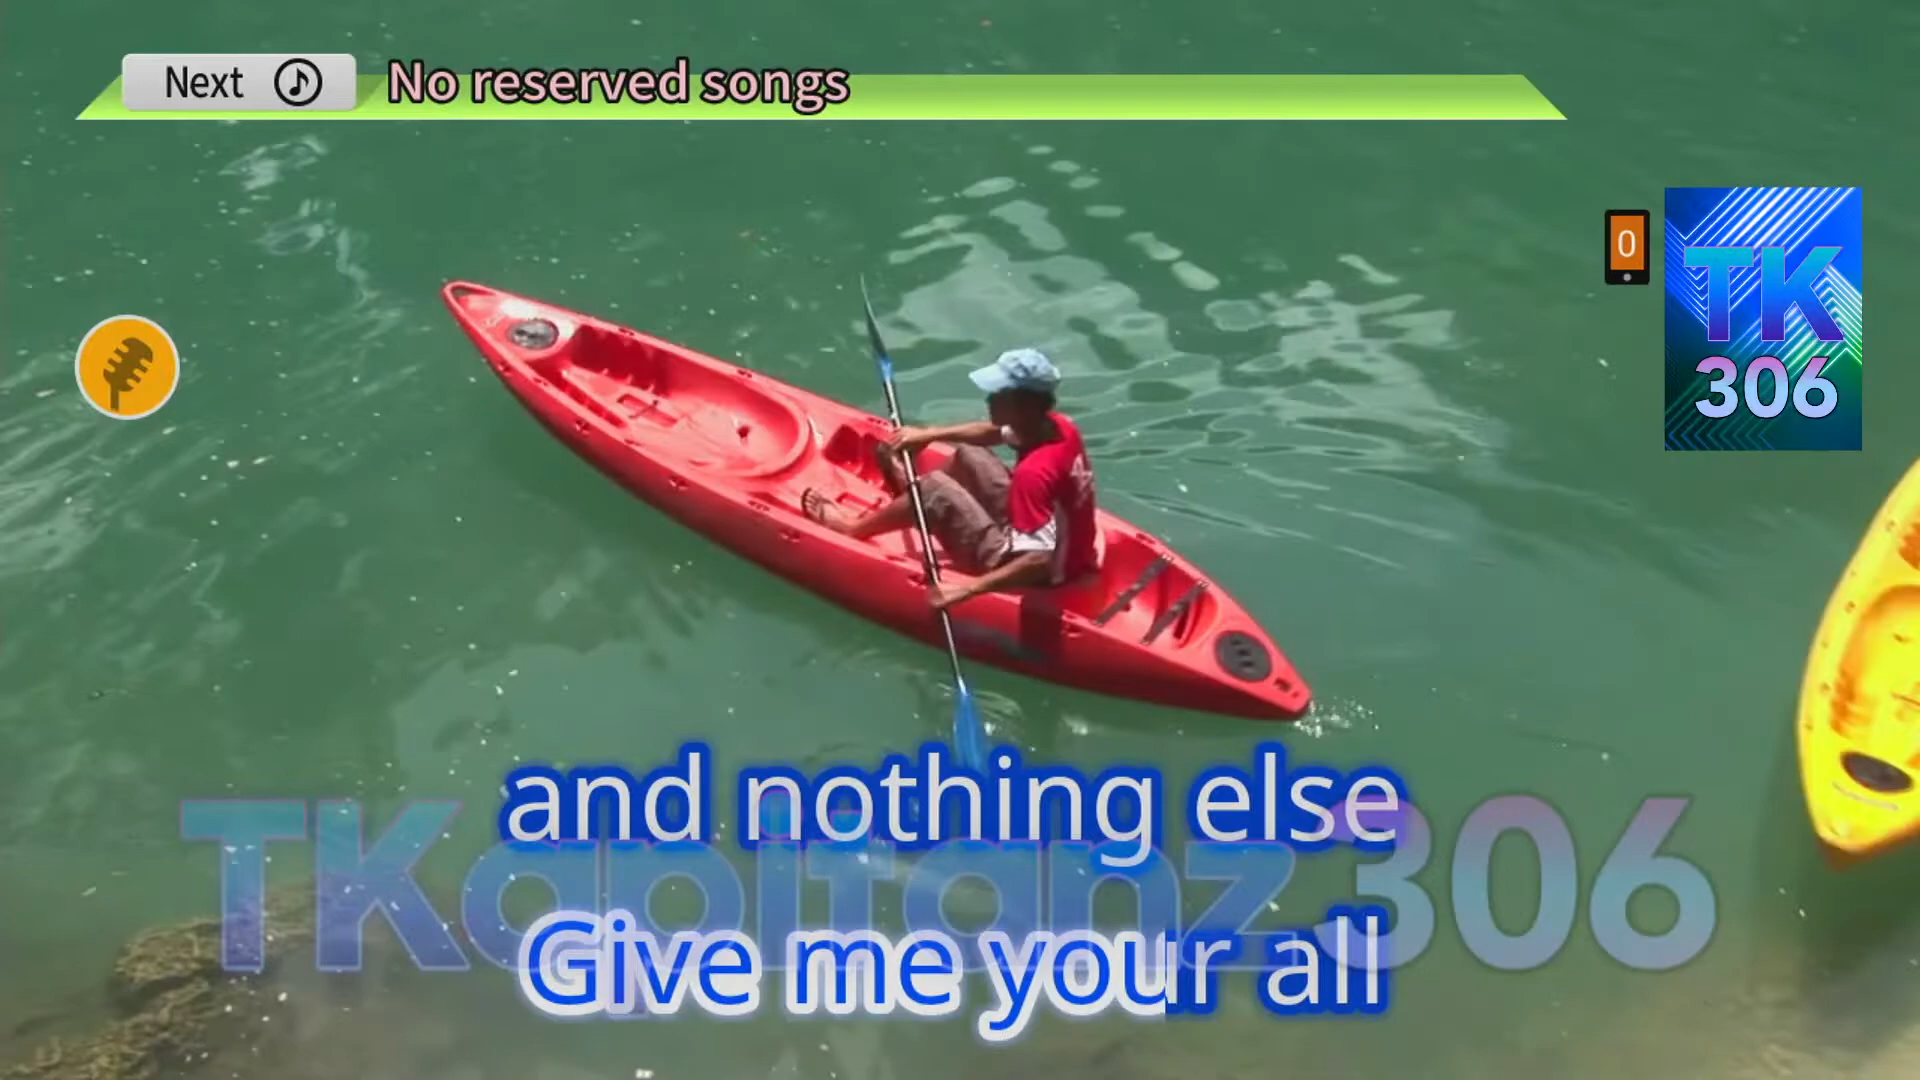 Next
No reserved songs
0
TK
306
and nothing else
TKapitanz306
Give me your all